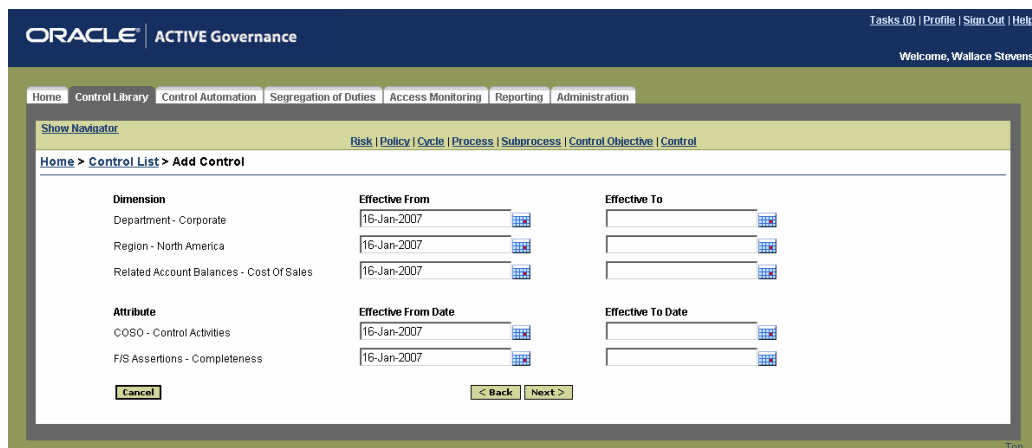 Tasks (0) | Profile | Sign Out | Help
ORACLE® | ACTIVE Governance
Welcome, Wallace Stevens
Home Control Library Control Automation Segregation of Duties Access Monitoring Reporting Administration
Show Navigator
Risk | Policy | Cycle | Process | Subprocess | Control Objective | Control
Home > Control List > Add Control
Dimension Effective From Effective To
Department - Corporate 16-Jan-2007
Region - North America 16-Jan-2007
Related Account Balances - Cost Of Sales 16-Jan-2007
Attribute Effective From Date Effective To Date
COSO - Control Activities 16-Jan-2007
F/S Assertions - Completeness 16-Jan-2007
Cancel < Back Next >
Top